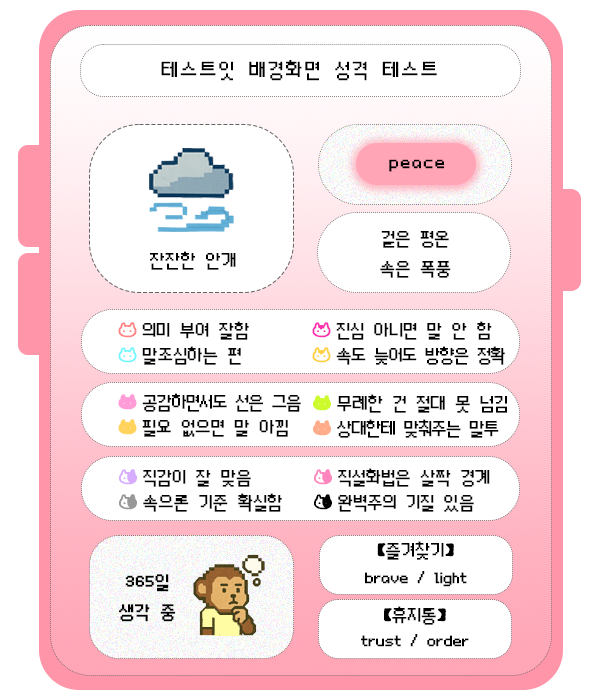 테스트잇 배경화면 성격 테스트
잔잔한 안개
peace
겉은 평온
속은 폭풍
의미 부여 잘함
진심 아니면 말 안 함
말조심하는 편
속도 늦어도 방향은 정확
공감하면서도 선은 그음
무례한 건 절대 못 넘김
필요 없으면 말 아낌
상대한테 맞춰주는 말투
직감이 잘 맞음
직설화법은 살짝 경계
속으론 기준 확실함
완벽주의 기질 있음
365일
생각 중
【즐겨찾기】
brave / light
【휴지통】
trust / order